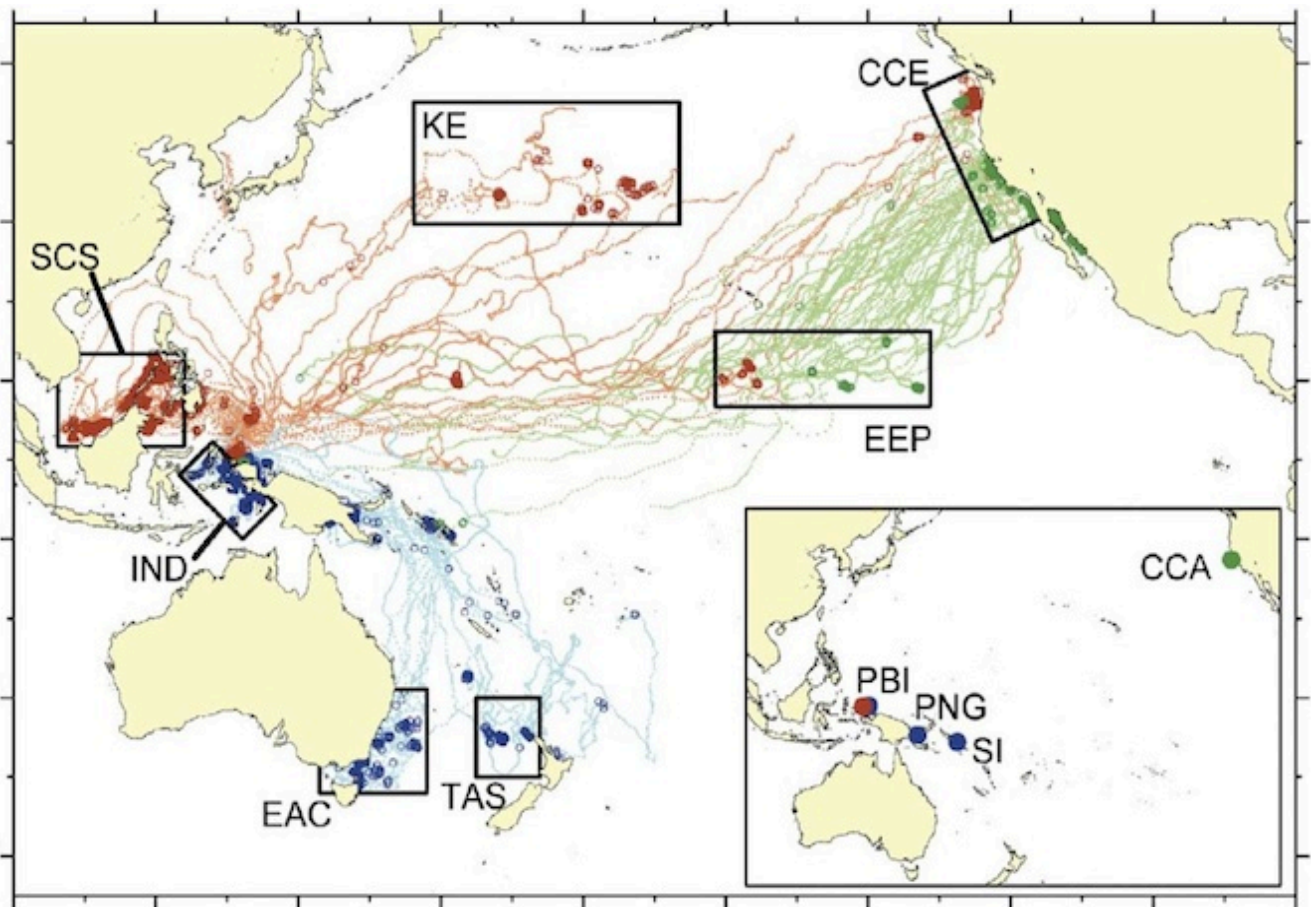 CCE
KE
SCS
EEP
IND
CCA
PBI
PNG
SI
TAS
EAC